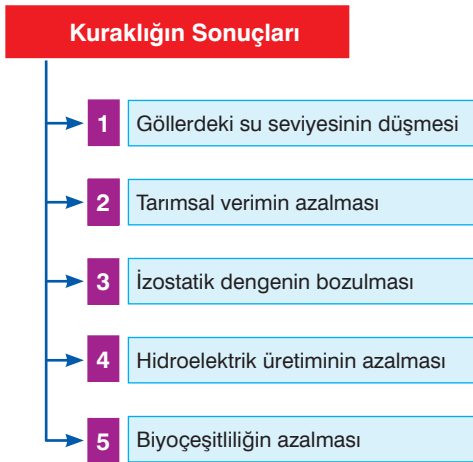 Kuraklığın Sonuçları
1 Göllerdeki su seviyesinin düşmesi
2 Tarımsal verimin azalması
3 İzostatik dengenin bozulması
4 Hidroelektrik üretiminin azalması
5 Biyoçeşitliliğin azalması